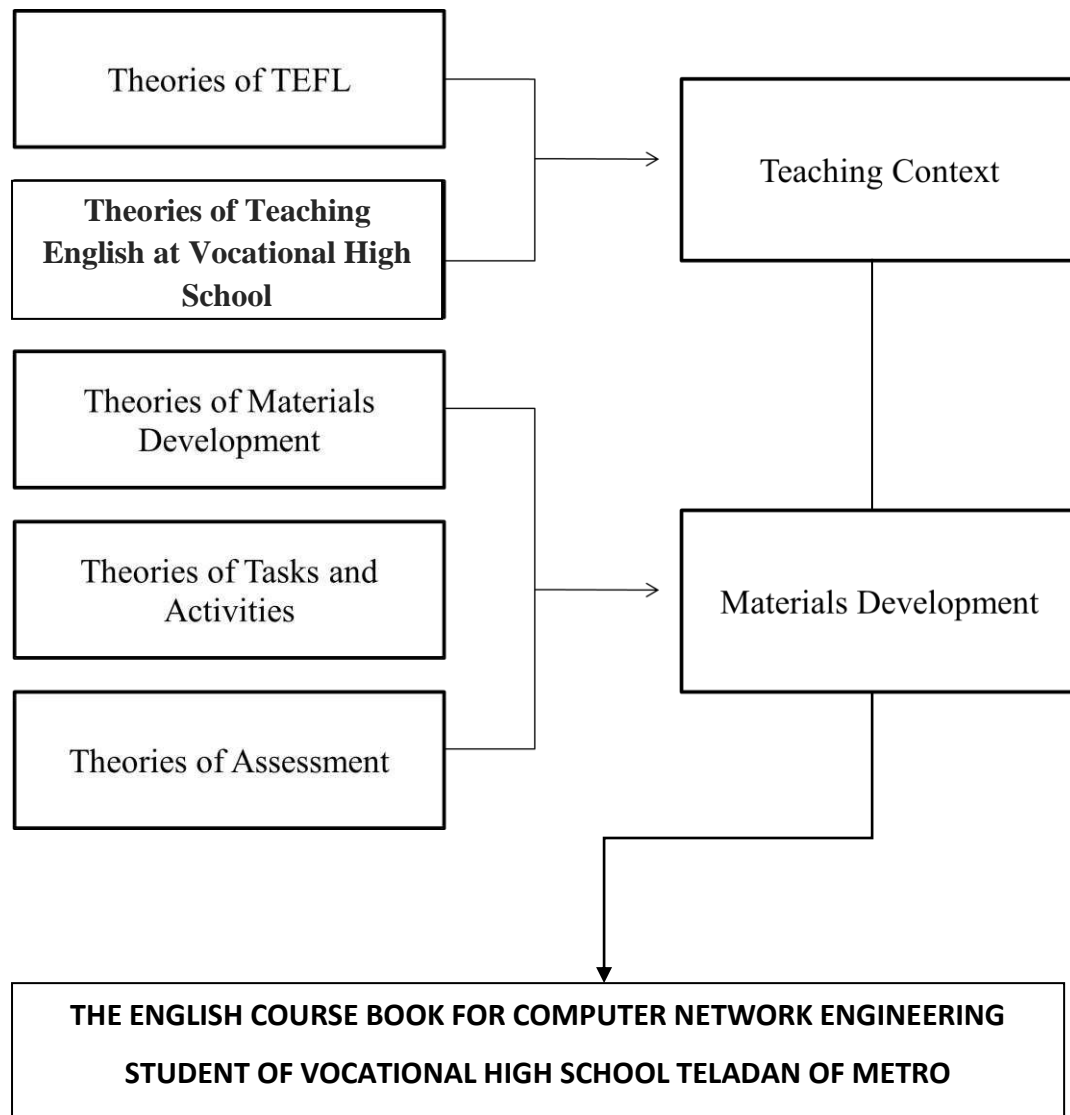 Theories of TEFL
Theories of Teaching
English at Vocational High
School
Teaching Context
Theories of Materials
Development
Theories of Tasks and
Activities
Theories of Assessment
Materials Development
THE ENGLISH COURSE BOOK FOR COMPUTER NETWORK ENGINEERING
STUDENT OF VOCATIONAL HIGH SCHOOL TELADAN OF METRO